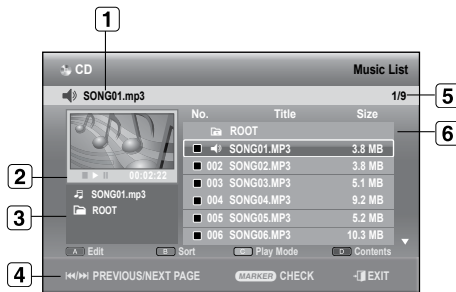 1
CD Music List
SONG01.mp3 1/9
5
No. Title Size
ROOT
6
SONG01.MP3 3.8 MB
002 SONG02.MP3 3.8 MB
2
00:02:22
003 SONG03.MP3 5.1 MB
SONG01.mp3
004 SONG04.MP3 9.2 MB
3
ROOT
005 SONG05.MP3 5.2 MB
006 SONG06.MP3 10.3 MB
A Edit B Sort C Play Mode D Contents
4
PREVIOUS/NEXT PAGE MARKER CHECK EXIT